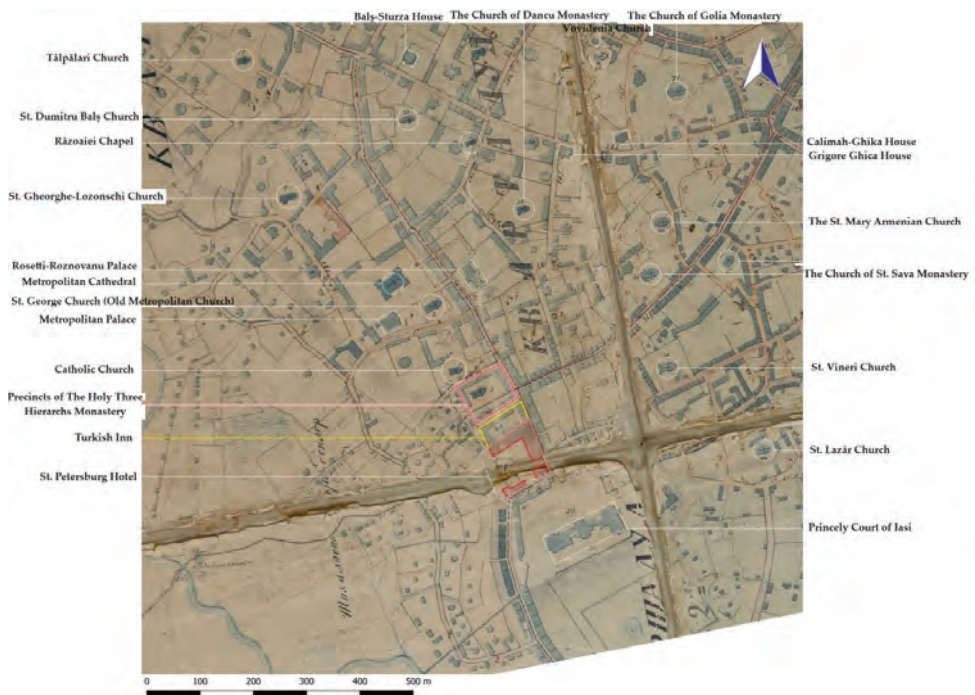 Balş-Sturza House
The Church of Dancu Monastery
The Church of Golia Monastery
Vovidenia Church
Tălpălari Church
St. Dumitru Balş Church
Răzoaiei Chapel
St. Gheorghe-Lozonschi Church
Rosetti-Roznovanu Palace
Metropolitan Cathedral
St. George Church (Old Metropolitan Church)
Metropolitan Palace
Catholic Church
Precincts of The Holy Three
Hierarchs Monastery
Turkish Inn
St. Petersburg Hotel
Calimah-Ghika House
Grigore Ghica House
The St. Mary Armenian Church
The Church of St. Sava Monastery
St. Vineri Church
St. Lazăr Church
Princely Court of Iasi
0 100 200 300 400 500 m